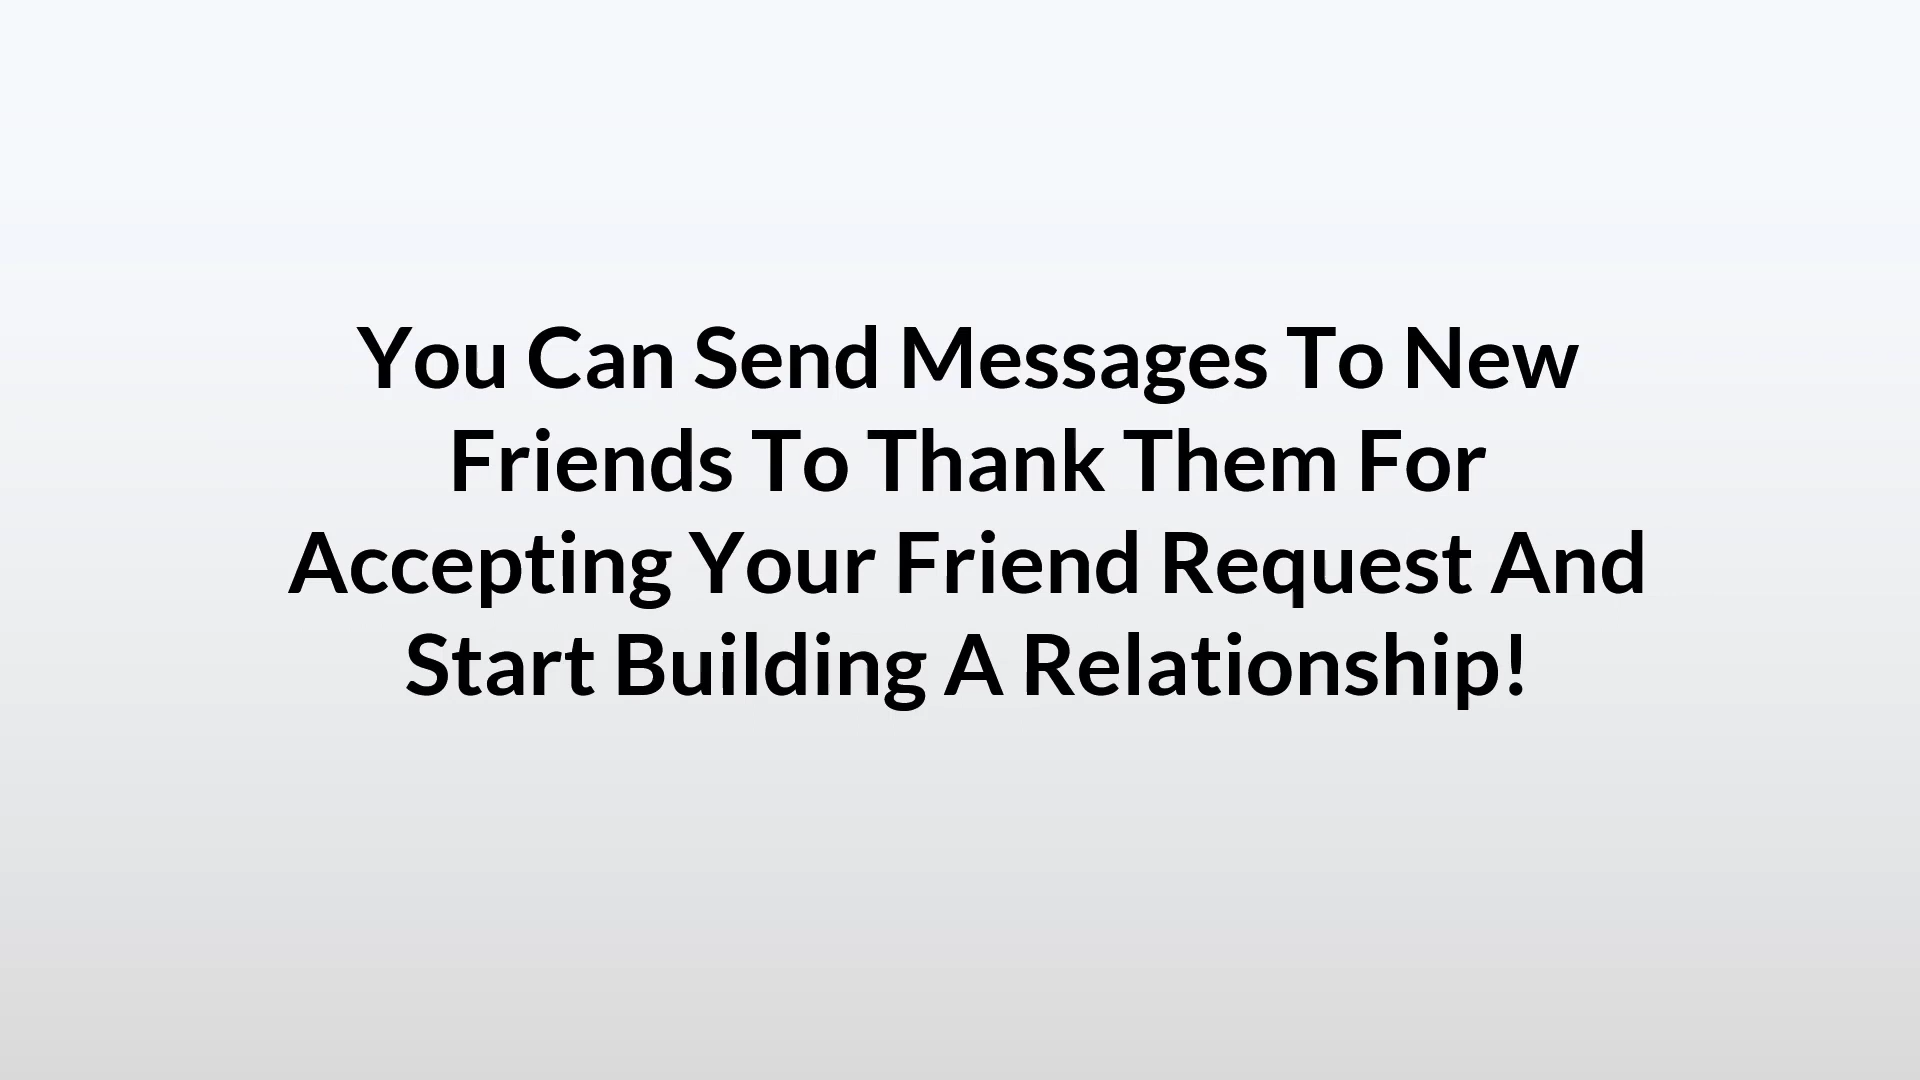 You Can Send Messages To New
Friends To Thank Them For
Accepting Your Friend Request And
Start Building A Relationship!